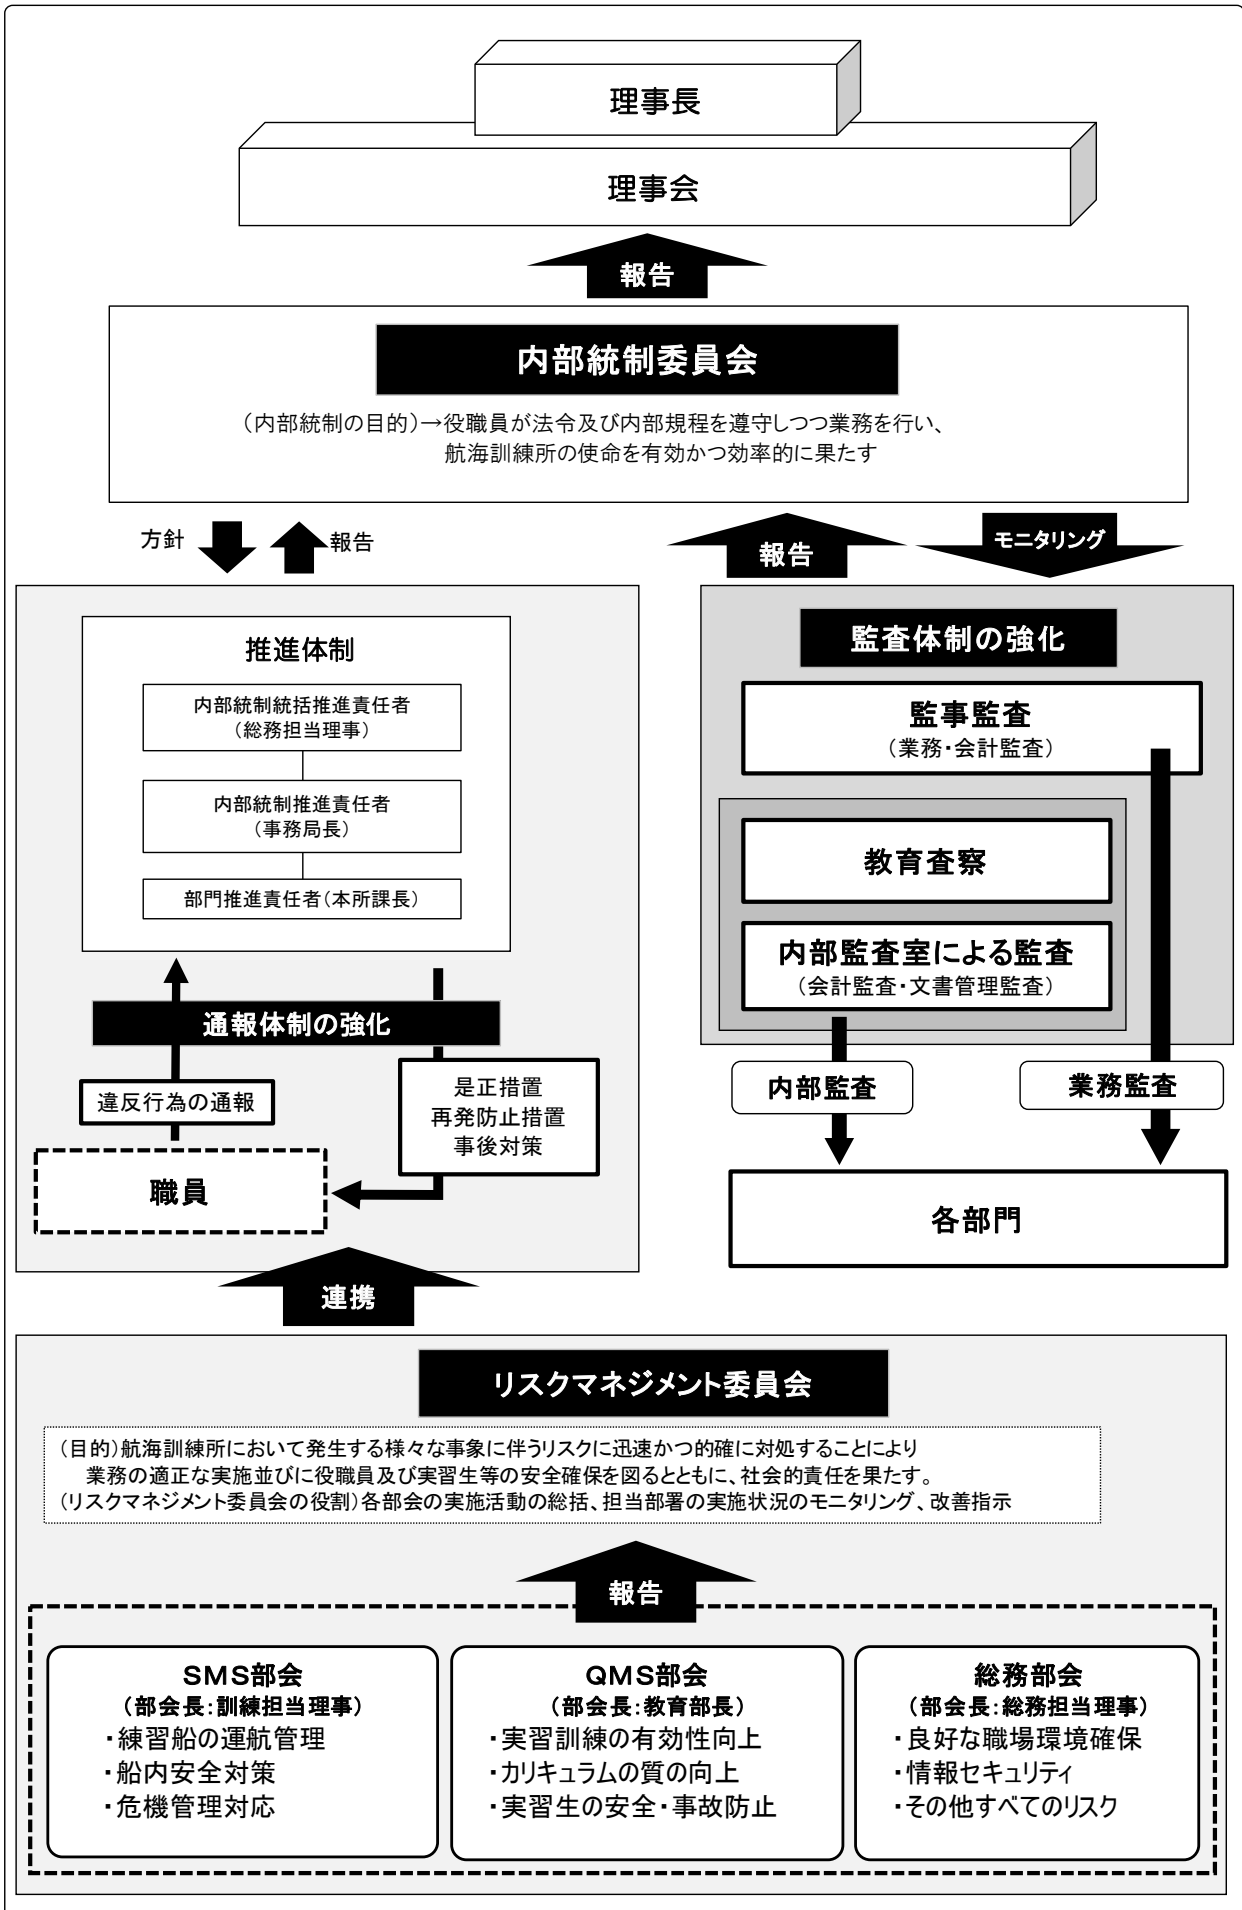 理事長
理事会
報告
内部統制委員会
(内部統制の目的)→役職員が法令及び内部規程を遵守しつつ業務を行い、
航海訓練所の使命を有効かつ効率的に果たす
方針
報告
報告
モニタリング
推進体制
内部統制統括推進責任者
(総務担当理事)
内部統制推進責任者
(事務局長)
部門推進責任者(本所課長)
通報体制の強化
違反行為の通報
是正措置
再発防止措置
事後対策
職員
監査体制の強化
監事監査
(業務・会計監査)
教育査察
内部監査室による監査
(会計監査・文書管理監査)
内部監査
業務監査
各部門
連携
リスクマネジメント委員会
(目的)航海訓練所において発生する様々な事象に伴うリスクに迅速かつ的確に対処することにより
業務の適正な実施並びに役職員及び実習生等の安全確保を図るとともに、社会的責任を果たす。
(リスクマネジメント委員会の役割)各部会の実施活動の総括、担当部署の実施状況のモニタリング、改善指示
報告
SMS部会
(部会長:訓練担当理事)
・練習船の運航管理
・船内安全対策
・危機管理対応
QMS部会
(部会長:教育部長)
・実習訓練の有効性向上
・カリキュラムの質の向上
・実習生の安全・事故防止
総務部会
(部会長:総務担当理事)
・良好な職場環境確保
・情報セキュリティ
・その他すべてのリスク